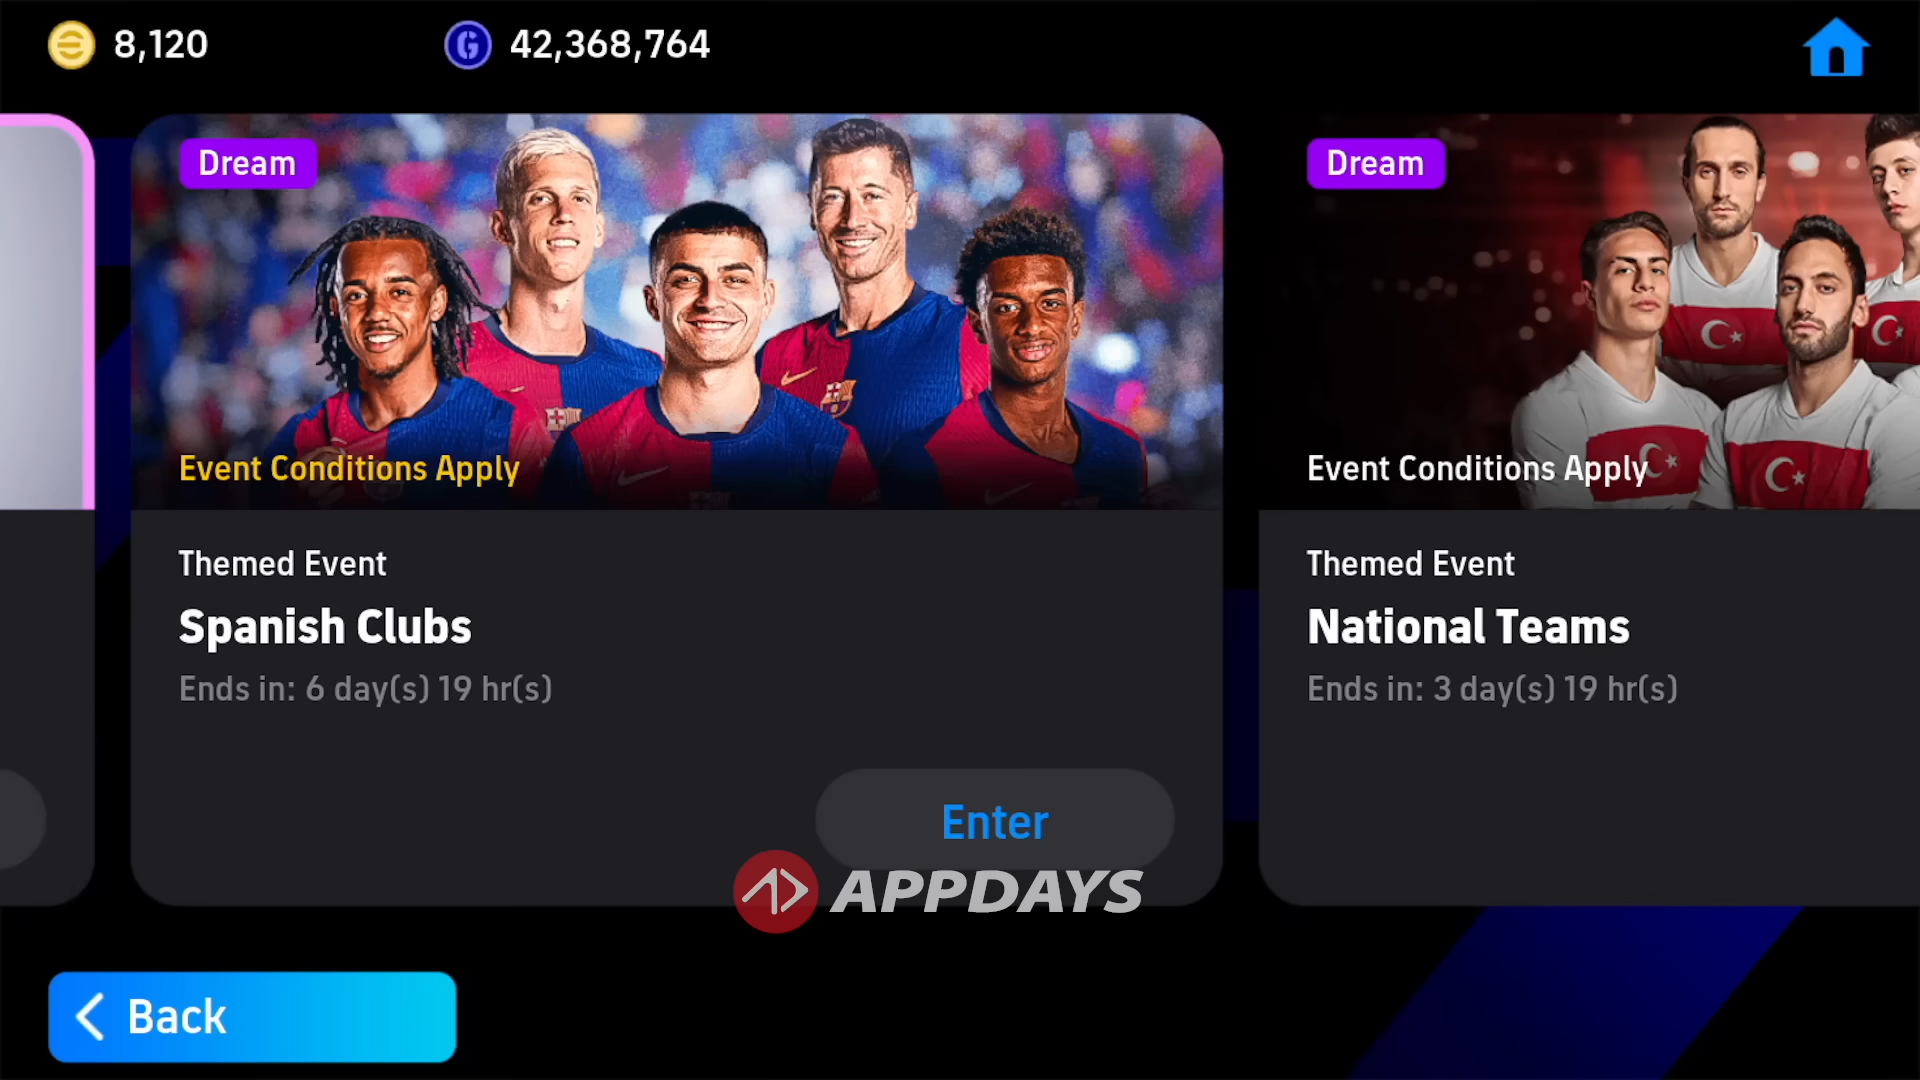 8,120
42,368,764
Dream
Event Conditions Apply
Themed Event
Spanish Clubs
Ends in: 6 day(s) 19 hr(s)
Enter
Dream
Event Conditions Apply
Themed Event
National Teams
Ends in: 3 day(s) 19 hr(s)
APPDAYS
Back